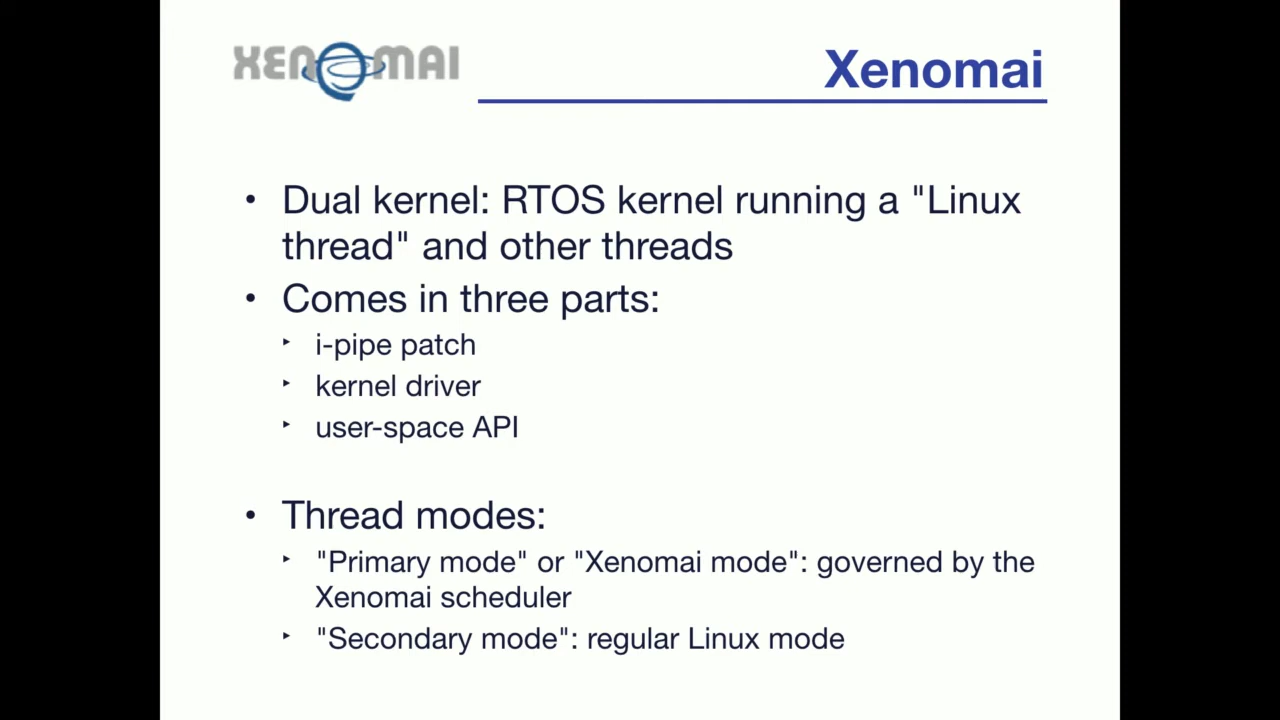 XENOMAI
Xenomai
• Dual kernel: RTOS kernel running a "Linux
thread" and other threads
• Comes in three parts:
‣ i-pipe patch
‣ kernel driver
‣ user-space API
• Thread modes:
‣ "Primary mode" or "Xenomai mode": governed by the
Xenomai scheduler
‣ "Secondary mode": regular Linux mode